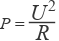 P = U²/R